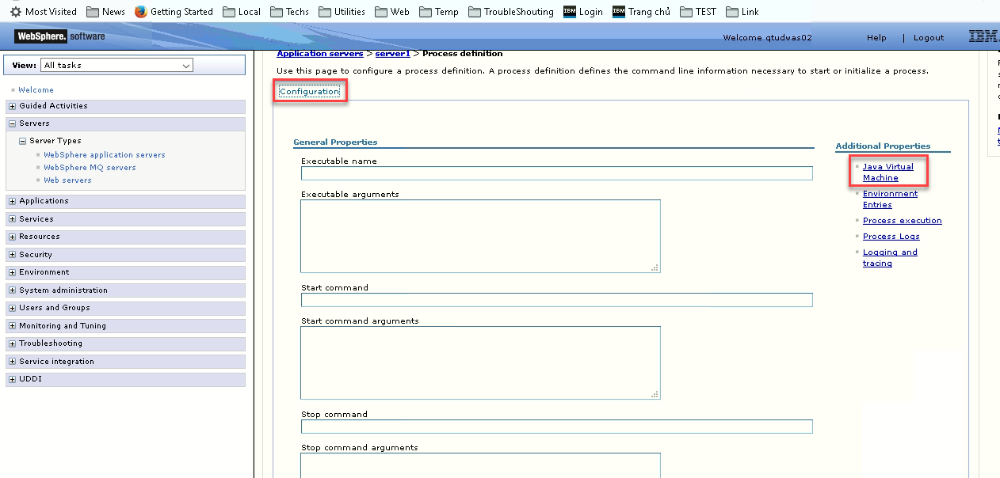 Most Visited News Getting Started Local Techs Utilities Web Temp TroubleShouting IBM Login IBM Trang chủ TEST Link
WebSphere. software Welcome qtudwas02 Help | Logout IBM.
View: All tasks
Welcome
Guided Activities
Servers
Server Types
WebSphere application servers
WebSphere MQ servers
Web servers
Applications
Services
Resources
Security
Environment
System administration
Users and Groups
Monitoring and Tuning
Troubleshooting
Service integration
UDDI
Application servers > server1 > Process definition
Use this page to configure a process definition. A process definition defines the command line information necessary to start or initialize a process.
Configuration
General Properties
Executable name
Executable arguments
Start command
Start command arguments
Stop command
Stop command arguments
Additional Properties
Java Virtual
Machine
Environment
Entries
Process execution
Process Logs
Logging and
tracing